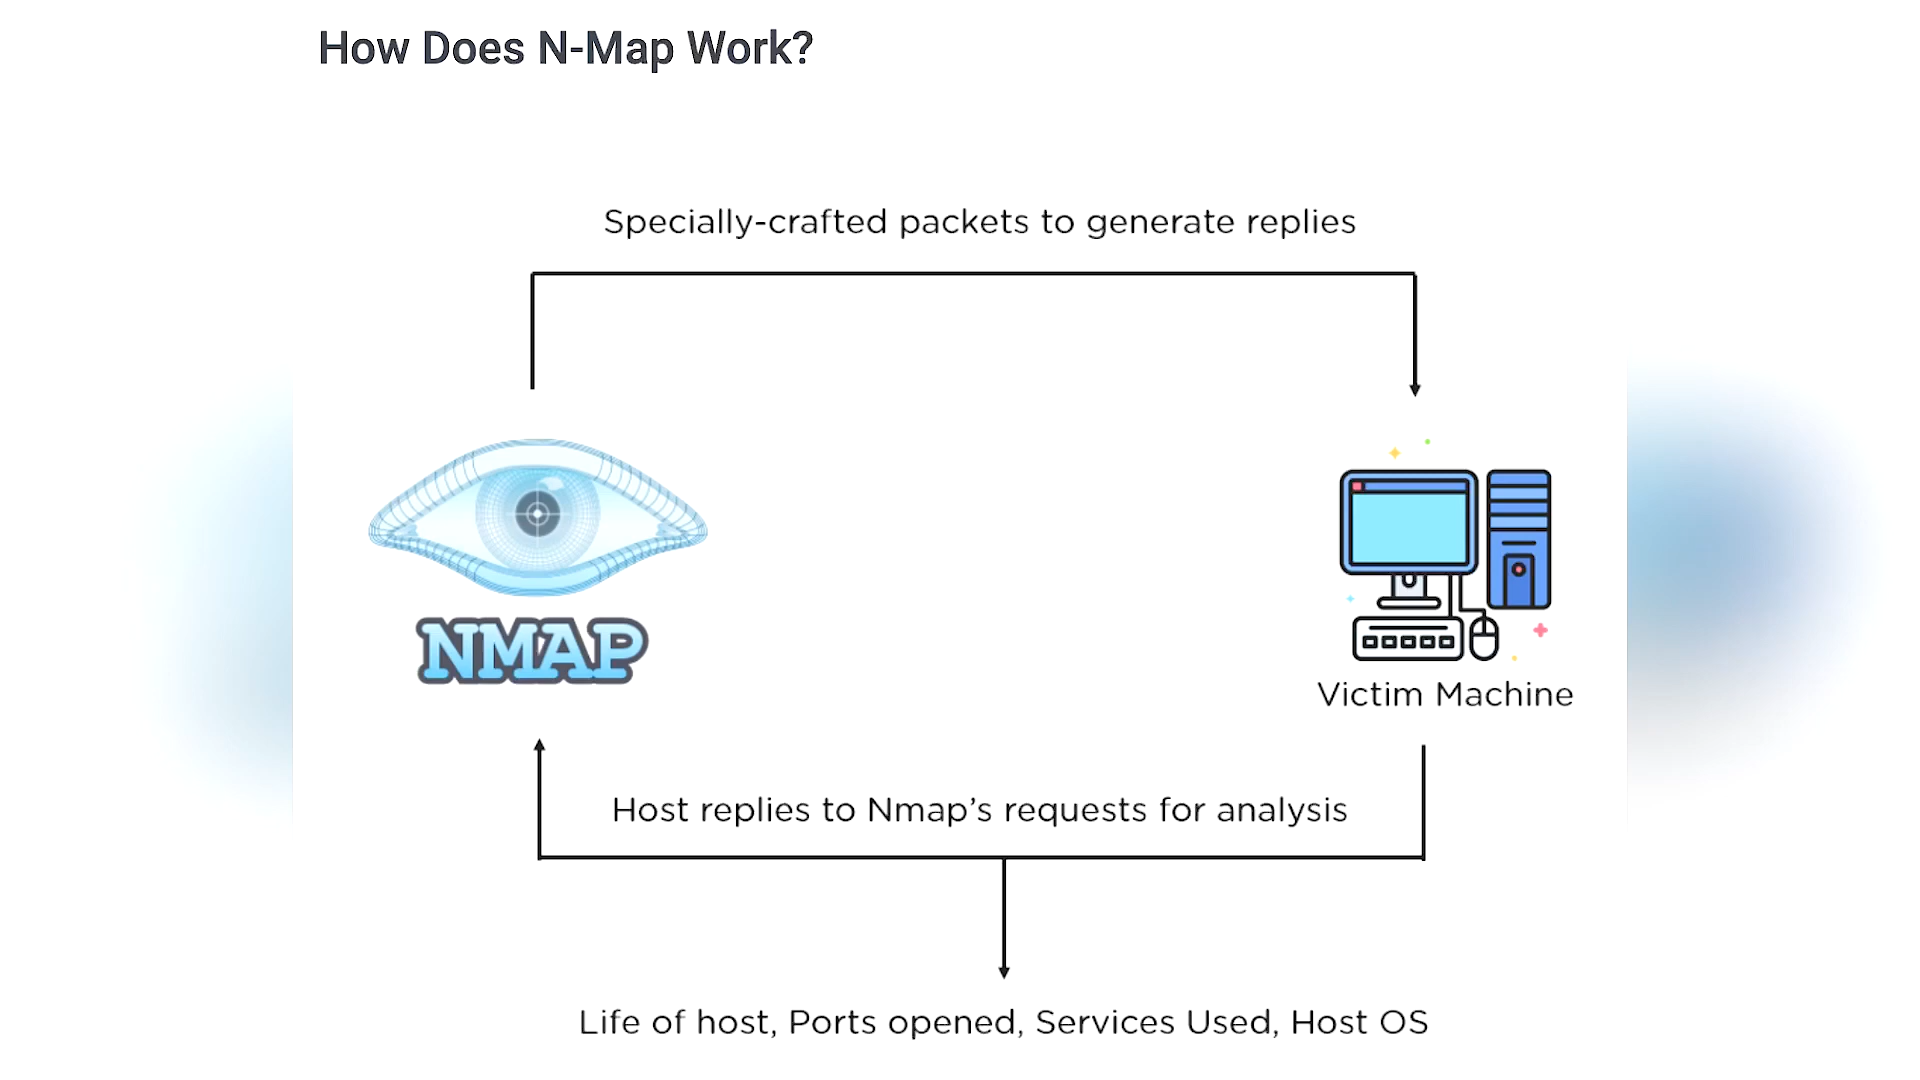 How Does N-Map Work?
Specially-crafted packets to generate replies
NMAP
Victim Machine
Host replies to Nmap’s requests for analysis
Life of host, Ports opened, Services Used, Host OS